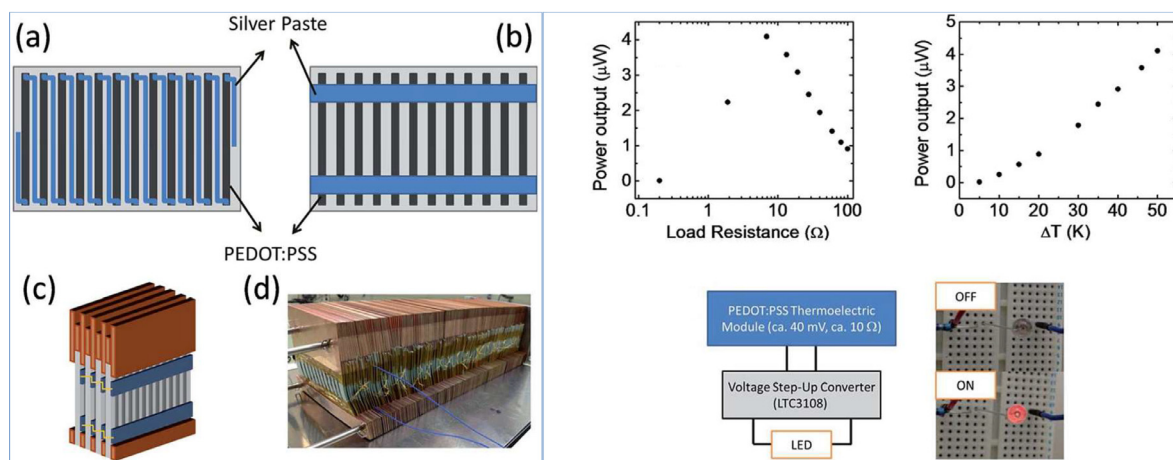 (a)
Silver Paste
(b)
PEDOT:PSS
(c)
(d)
Power output (μW)
4
3
2
1
0
0.1
1
10
100
Load Resistance (Ω)
Power output (μW)
5
4
3
2
1
0
0
10
20
30
40
50
ΔT (K)
PEDOT:PSS Thermoelectric
Module (ca. 40 mV, ca. 10 Ω)
Voltage Step-Up Converter
(LTC3108)
LED
OFF
ON